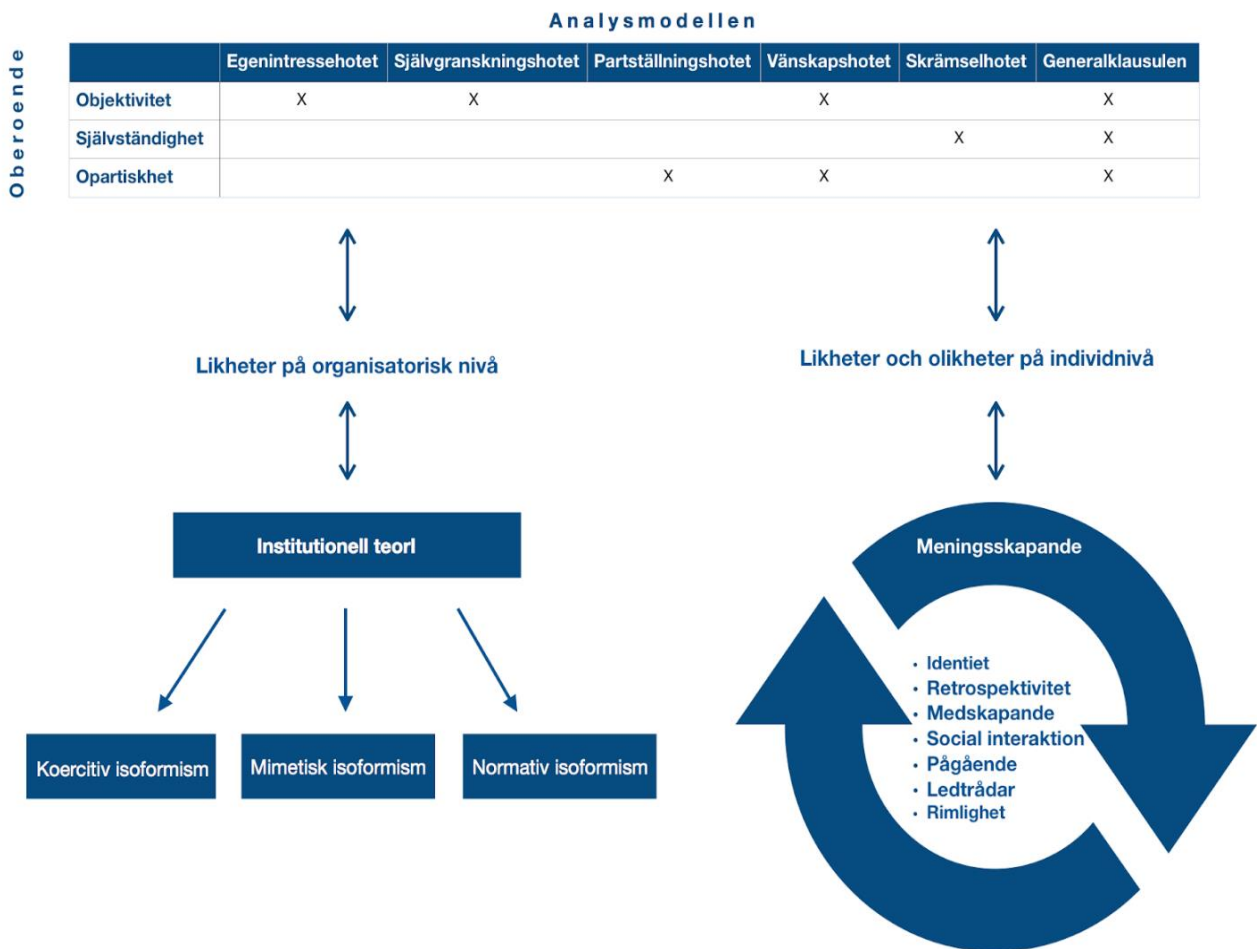 Analysmodellen
Oberoende
Egenintressehotet Självgranskningshotet Partställningshotet Vänskapshotet Skrämselhotet Generalklausulen
Objektivitet X X X X
Självständighet X X
Opartiskhet X X X
Likheter på organisatorisk nivå
Likheter och olikheter på individnivå
Institutionell teorI
Koercitiv isoformism
Mimetisk isoformism
Normativ isoformism
Meningsskapande
• Identiet
• Retrospektivitet
• Medskapande
• Social interaktion
• Pågående
• Ledtrådar
• Rimlighet